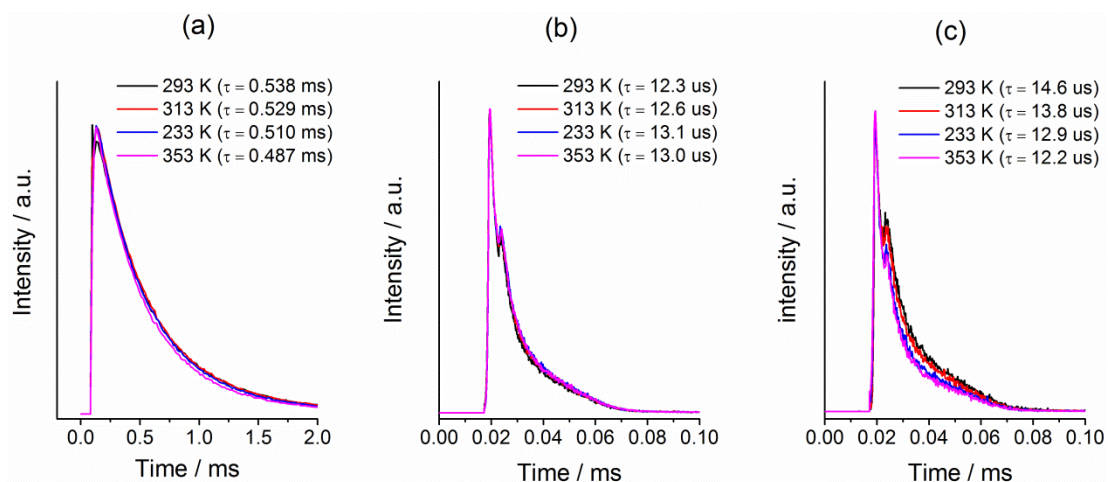 (a)
293 K (τ = 0.538 ms)
313 K (τ = 0.529 ms)
233 K (τ = 0.510 ms)
353 K (τ = 0.487 ms)
Intensity / a.u.
0.0 0.5 1.0 1.5 2.0
Time / ms
(b)
293 K (τ = 12.3 us)
313 K (τ = 12.6 us)
233 K (τ = 13.1 us)
353 K (τ = 13.0 us)
Intensity / a.u.
0.00 0.02 0.04 0.06 0.08 0.10
Time / ms
(c)
293 K (τ = 14.6 us)
313 K (τ = 13.8 us)
233 K (τ = 12.9 us)
353 K (τ = 12.2 us)
intensity / a.u.
0.00 0.02 0.04 0.06 0.08 0.10
Time / ms